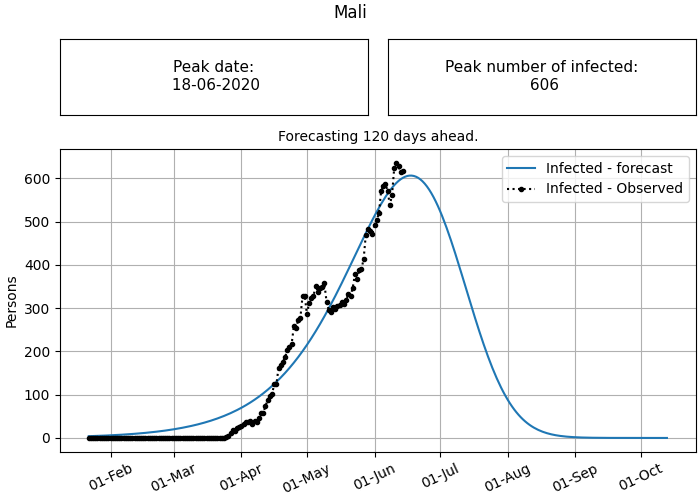 Mali
Peak date:
18-06-2020
Peak number of infected:
606
Forecasting 120 days ahead.
Infected - forecast
Infected - Observed
Persons
600
500
400
300
200
100
0
01-Feb
01-Mar
01-Apr
01-May
01-Jun
01-Jul
01-Aug
01-Sep
01-Oct